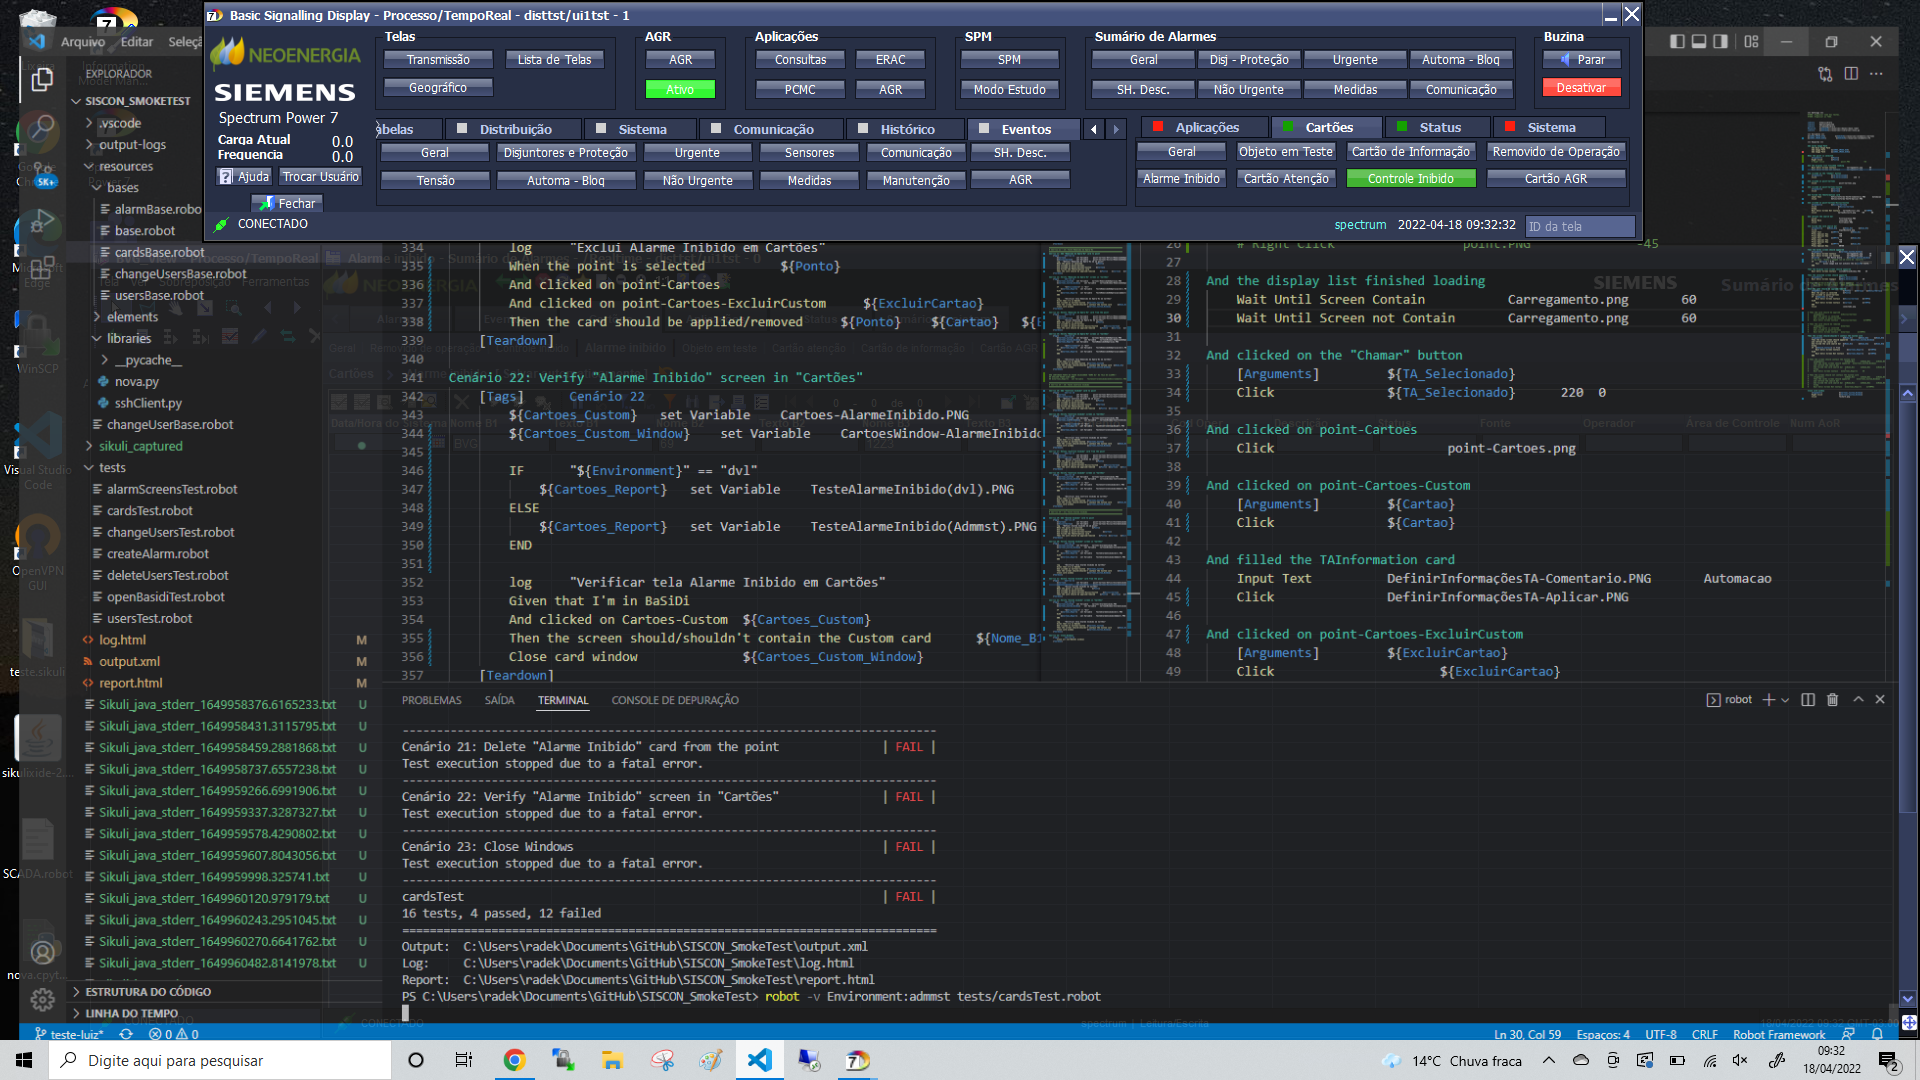 Basic Signalling Display - Processo/TempoReal - disttst/ui1tst - 1
NEOENERGIA
SIEMENS
Spectrum Power 7
Carga Atual 0.0
Frequencia 0.0
Ajuda Trocar Usuário
Fechar
CONECTADO
Telas
Transmissão Lista de Telas
Geográfico
AGR
AGR
Ativo
Aplicações
Consultas ERAC
PCMC AGR
SPM
SPM
Modo Estudo
Sumário de Alarmes
Geral Disj - Proteção Urgente Automa - Bloq
SH. Desc. Não Urgente Medidas Comunicação
Buzina
Parar
Desativar
abelas Distribuição Sistema Comunicação Histórico Eventos
Geral Disjuntores e Proteção Urgente Sensores Comunicação SH. Desc.
Tensão Automa - Bloq Não Urgente Medidas Manutenção AGR
Aplicações Cartões Status Sistema
Geral Objeto em Teste Cartão de Informação Removido de Operação
Alarme Inibido Cartão Atenção Controle Inibido Cartão AGR
spectrum 2022-04-18 09:32:32 ID da tela
Arquivo Editar Seleçã
EXPLORADOR
SISCON_SMOKETEST
.vscode
output-logs
resources
bases
alarmBase.robo
base.robot
cardsBase.robot
changeUsersBase.robot
usersBase.robot
elements
libraries
__pycache__
nova.py
sshClient.py
changeUserBase.robot
sikuli_captured
tests
alarmScreensTest.robot
cardsTest.robot
changeUsersTest.robot
createAlarm.robot
deleteUsersTest.robot
openBasidiTest.robot
usersTest.robot
log.html M
output.xml M
report.html M
Sikuli_java_stderr_1649958376.6165233.txt U
Sikuli_java_stderr_1649958431.3115795.txt U
Sikuli_java_stderr_1649958459.2881868.txt U
Sikuli_java_stderr_1649958737.6557238.txt U
Sikuli_java_stderr_1649959266.6991906.txt U
Sikuli_java_stderr_1649959337.3287327.txt U
Sikuli_java_stderr_1649959578.4290802.txt U
Sikuli_java_stderr_1649959607.8043056.txt U
Sikuli_java_stderr_1649959998.325741.txt U
Sikuli_java_stderr_1649960120.979179.txt U
Sikuli_java_stderr_1649960243.2951045.txt U
Sikuli_java_stderr_1649960270.6641762.txt U
Sikuli_java_stderr_1649960482.8141978.txt U
ESTRUTURA DO CÓDIGO
LINHA DO TEMPO
334 log "Exclui Alarme Inibido em Cartões"
335 When the point is selected ${Ponto}
336 And clicked on point-Cartoes
337 And clicked on point-Cartoes-ExcluirCustom ${ExcluirCartao}
338 Then the card should be applied/removed ${Ponto} ${Cartao} ${E
339 [Teardown]
340
341 Cenário 22: Verify "Alarme Inibido" screen in "Cartões"
342 [Tags] Cenário 22
343 ${Cartoes_Custom} set Variable Cartoes-AlarmeInibido.PNG
344 ${Cartoes_Custom_Window} set Variable CartoesWindow-AlarmeInibido
345
346 IF "${Environment}" == "dvl"
347 ${Cartoes_Report} set Variable TesteAlarmeInibido(dvl).PNG
348 ELSE
349 ${Cartoes_Report} set Variable TesteAlarmeInibido(Admmst).PNG
350 END
351
352 log "Verificar tela Alarme Inibido em Cartões"
353 Given that I'm in BaSiDi
354 And clicked on Cartoes-Custom ${Cartoes_Custom}
355 Then the screen should/shouldn't contain the Custom card ${Nome_B1
356 Close card window ${Cartoes_Custom_Window}
357 [Teardown]
26 # Right Click point.PNG -45
27
28 And the display list finished loading
29 Wait Until Screen Contain Carregamento.png 60
30 Wait Until Screen not Contain Carregamento.png 60
31
32 And clicked on the "Chamar" button
33 [Arguments] ${TA_Selecionado}
34 Click ${TA_Selecionado} 220 0
35
36 And clicked on point-Cartoes
37 Click point-Cartoes.png
38
39 And clicked on point-Cartoes-Custom
40 [Arguments] ${Cartao}
41 Click ${Cartao}
42
43 And filled the TAInformation card
44 Input Text DefinirInformaçõesTA-Comentario.PNG Automacao
45 Click DefinirInformaçõesTA-Aplicar.PNG
46
47 And clicked on point-Cartoes-ExcluirCustom
48 [Arguments] ${ExcluirCartao}
49 Click ${ExcluirCartao}
PROBLEMAS SAÍDA TERMINAL CONSOLE DE DEPURAÇÃO
robot
Cenário 21: Delete "Alarme Inibido" card from the point | FAIL |
Test execution stopped due to a fatal error.
Cenário 22: Verify "Alarme Inibido" screen in "Cartões" | FAIL |
Test execution stopped due to a fatal error.
Cenário 23: Close Windows | FAIL |
Test execution stopped due to a fatal error.
cardsTest | FAIL |
16 tests, 4 passed, 12 failed
Output: C:\Users\radek\Documents\GitHub\SISCON_SmokeTest\output.xml
Log: C:\Users\radek\Documents\GitHub\SISCON_SmokeTest\log.html
Report: C:\Users\radek\Documents\GitHub\SISCON_SmokeTest\report.html
PS C:\Users\radek\Documents\GitHub\SISCON_SmokeTest> robot -v Environment:admmst tests/cardsTest.robot
teste-luiz* 0 0
Ln 30, Col 59 Espaços: 4 UTF-8 CRLF Robot Framework
Digite aqui para pesquisar
14°C Chuva fraca
09:32
18/04/2022
2